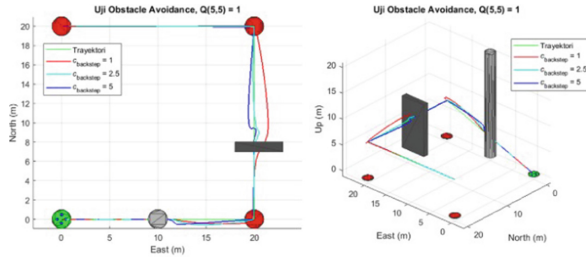 Uji Obstacle Avoidance, Q(5,5) = 1
20
18
16
14
12
10
8
6
4
2
0
North (m)
Trayektori
c_backstep = 1
c_backstep = 2.5
c_backstep = 5
0
5
10
15
20
East (m)
Uji Obstacle Avoidance, Q(5,5) = 1
Trayektori
c_backstep = 1
c_backstep = 2.5
c_backstep = 5
20
15
10
5
0
Up (m)
20
15
10
5
0
East (m)
20
10
0
North (m)